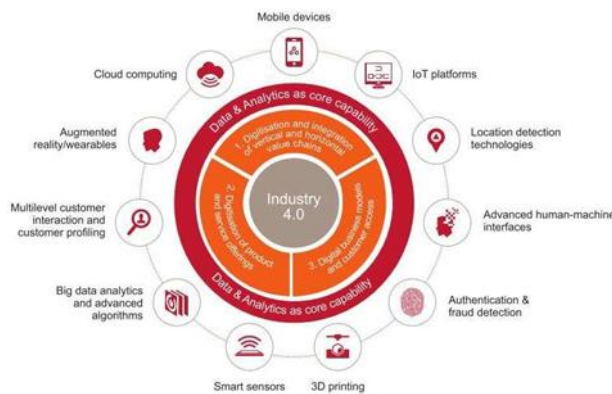 Mobile devices
Cloud computing
IoT platforms
Data & Analytics as core capability
Augmented
reality/wearables
1. Digitisation and integration
of vertical and horizontal
value chains
Location detection
technologies
Multilevel customer
interaction and
customer profiling
2. Digitisation of product
and service offerings
Industry
4.0
3. Digital business models
and customer access
Advanced human-machine
interfaces
Big data analytics
and advanced
algorithms
Data & Analytics as core capability
Authentication &
fraud detection
Smart sensors
3D printing